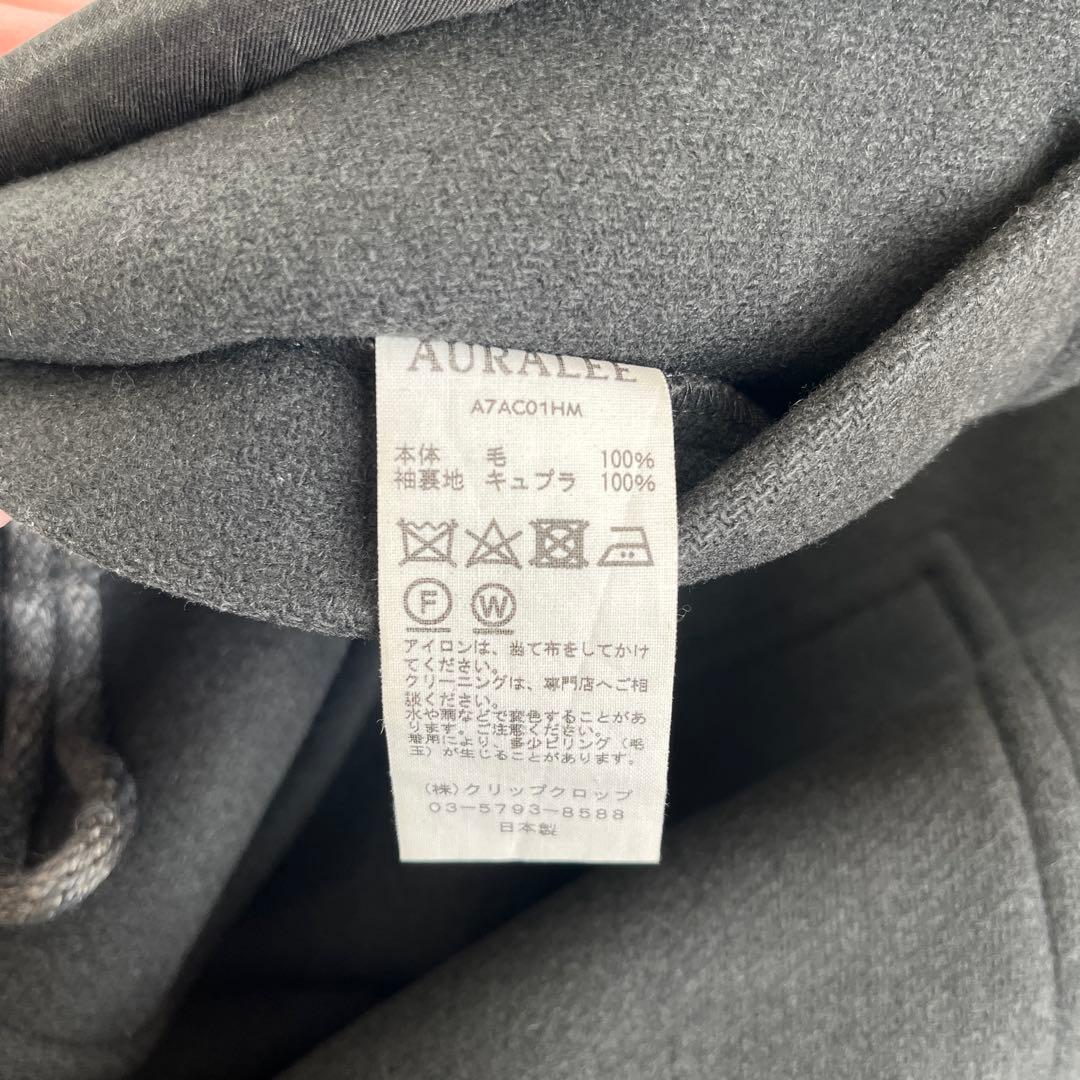 AURALEE
A7AC01HM
本体 毛 100%
袖裏地 キュプラ 100%
F W
アイロンは、当て布をしてかけ
てください。
クリーニングは、専門店へご相
談ください。
水や雨などで変色することがあ
ります。ご注意ください。
着用により、多少ピリング（毛
玉）が生じることがあります。
（株）クリップクロップ
03-5793-8588
日本製